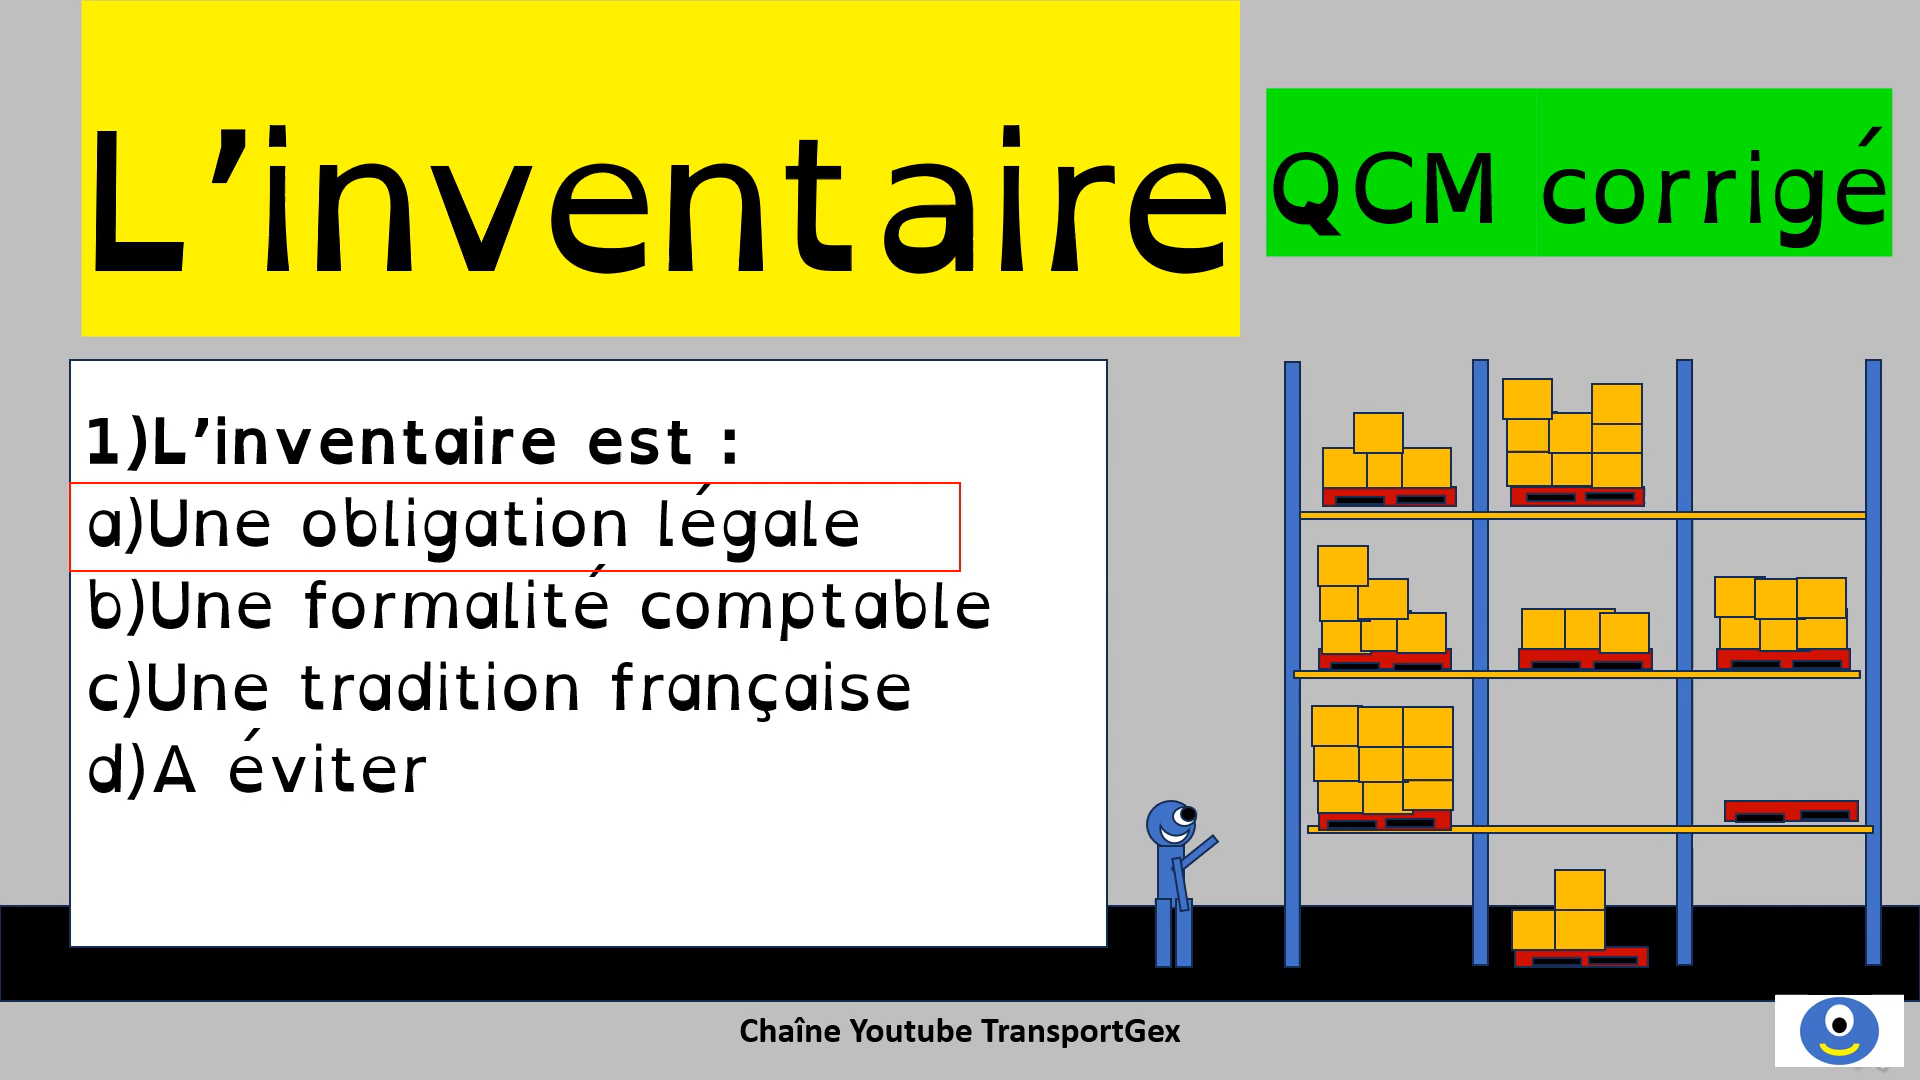 L’inventaire
QCM corrigé
1)L’inventaire est :
a)Une obligation légale
b)Une formalité comptable
c)Une tradition française
d)A éviter
Chaîne Youtube TransportGex